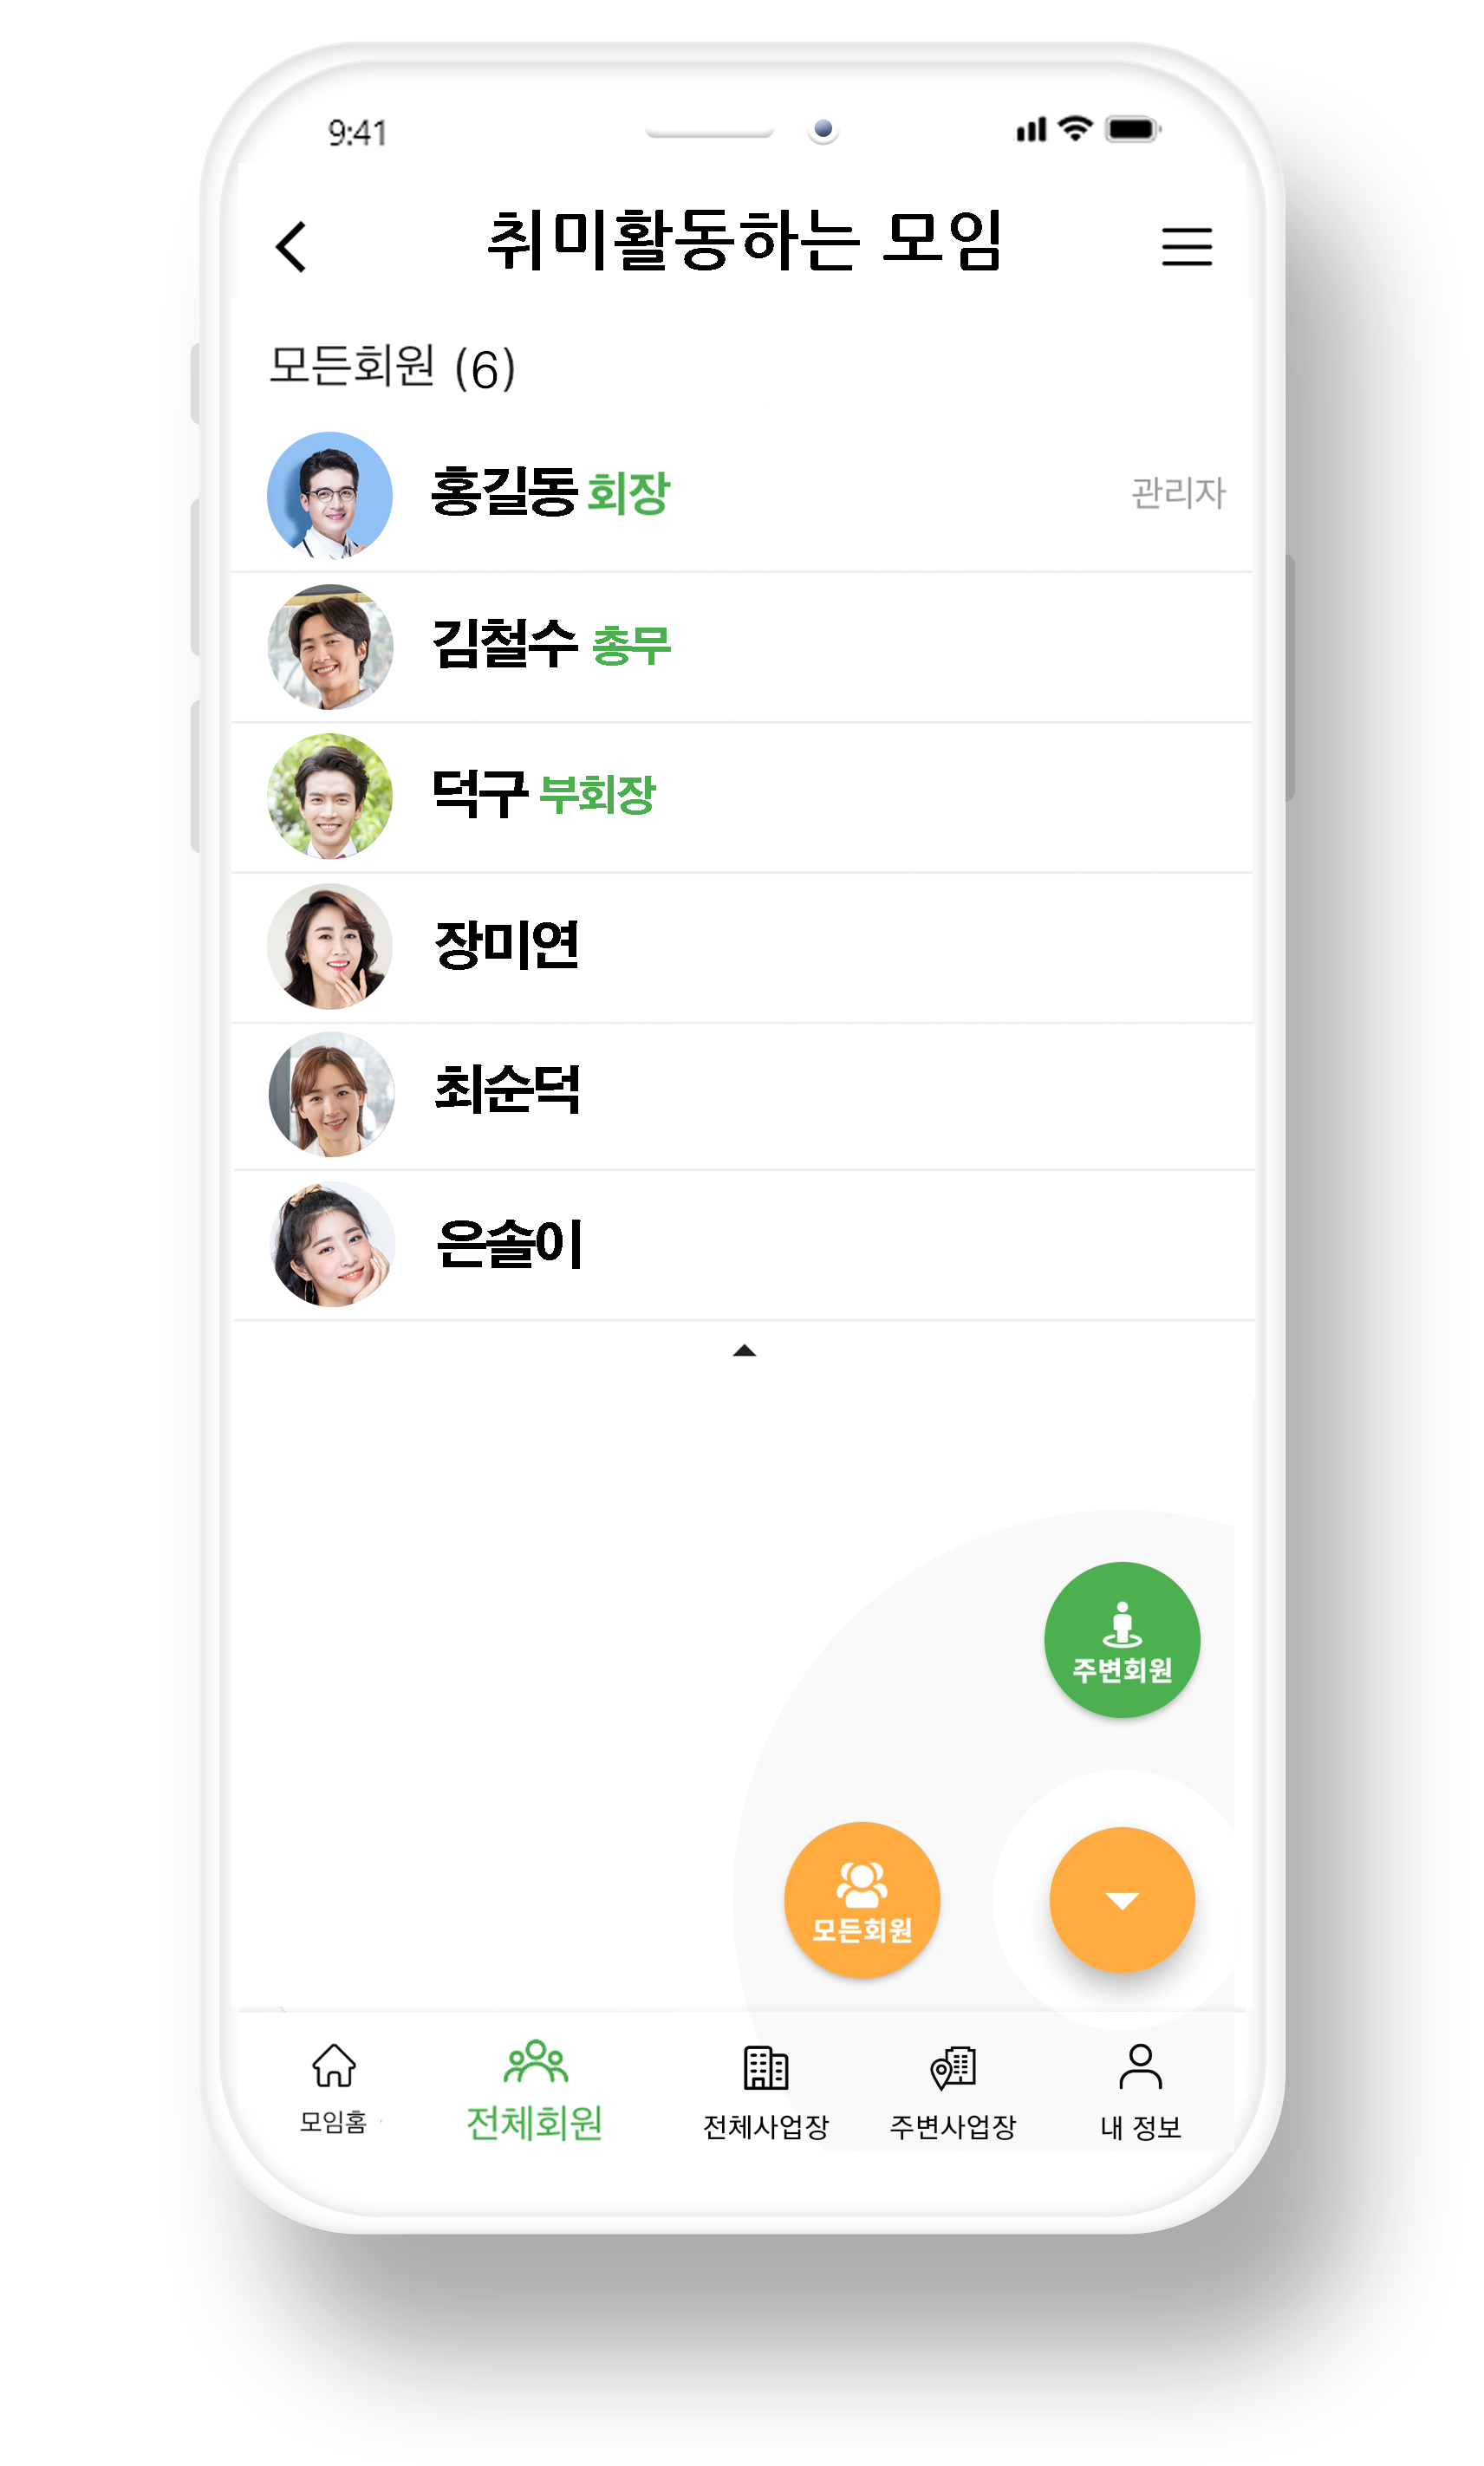 9:41
취미활동하는 모임
모든회원 (6)
홍길동 회장 관리자
김철수 총무
덕구 부회장
장미연
최순덕
은솔이
주변회원
모든회원
모임홈 전체회원 전체사업장 주변사업장 내 정보